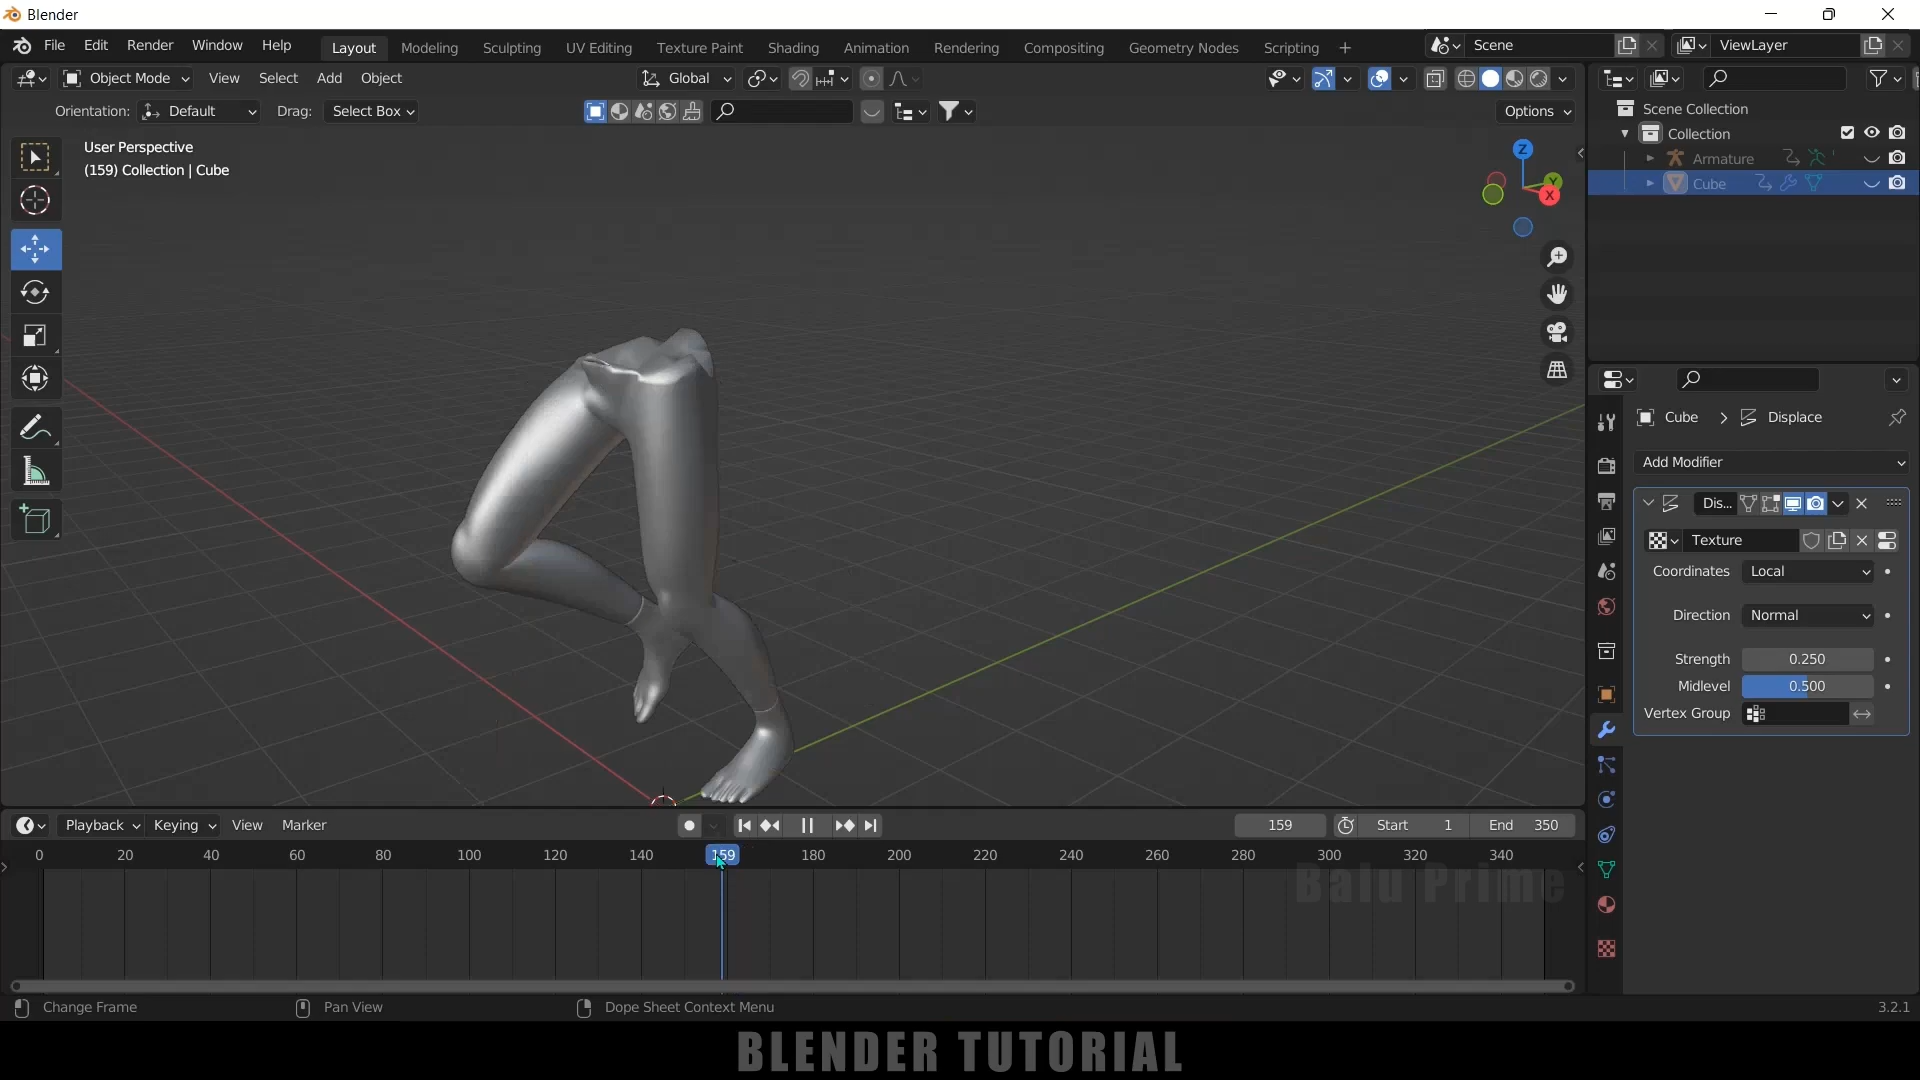 Blender
File Edit Render Window Help Layout Modeling Sculpting UV Editing Texture Paint Shading Animation Rendering Compositing Geometry Nodes Scripting + Scene ViewLayer
Object Mode View Select Add Object Global
Orientation: Default Drag: Select Box Options
User Perspective
(159) Collection | Cube
Z
Y
X
Scene Collection
Collection
Armature
Cube
Cube > Displace
Add Modifier
Dis...
Texture
Coordinates Local
Direction Normal
Strength 0.250
Midlevel 0.500
Vertex Group
Playback Keying View Marker 159 Start 1 End 350
0 20 40 60 80 100 120 140 159 180 200 220 240 260 280 300 320 340
Balu Prime
Change Frame Pan View Dope Sheet Context Menu 3.2.1
BLENDER TUTORIAL